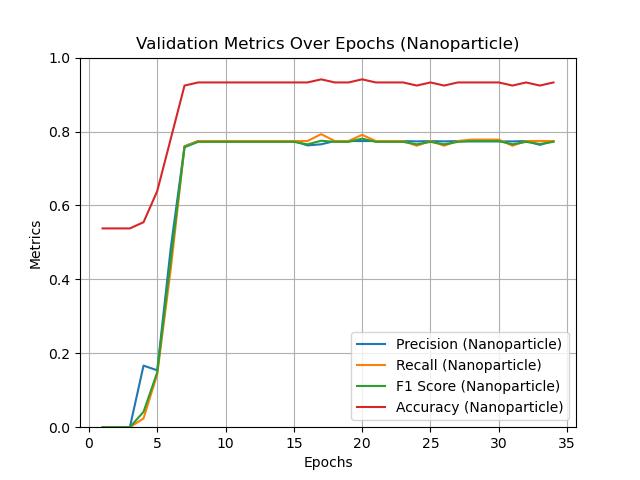 Validation Metrics Over Epochs (Nanoparticle)
1.0
0.8
0.6
0.4
0.2
0.0
Metrics
Precision (Nanoparticle)
Recall (Nanoparticle)
F1 Score (Nanoparticle)
Accuracy (Nanoparticle)
0 5 10 15 20 25 30 35
Epochs